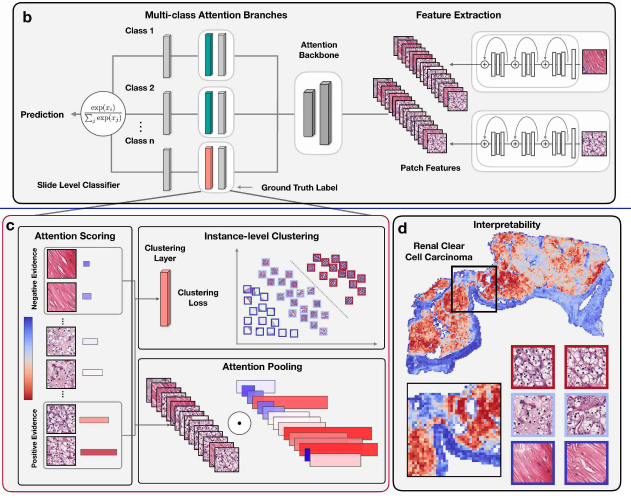 b
Multi-class Attention Branches
Feature Extraction
Class 1
Attention
Backbone
Class 2
Prediction
exp(x_i)
∑_j exp(x_j)
⋮
Class n
Patch Features
Slide Level Classifier
Ground Truth Label
c
Attention Scoring
Instance-level Clustering
Negative Evidence
Clustering
Layer
Clustering
Loss
⋮
⋮
Positive Evidence
Attention Pooling
d
Interpretability
Renal Clear
Cell Carcinoma